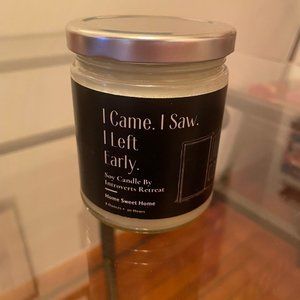 I Came. I Saw.
I Left
Early.
Soy Candle By
Introverts Retreat
Home Sweet Home